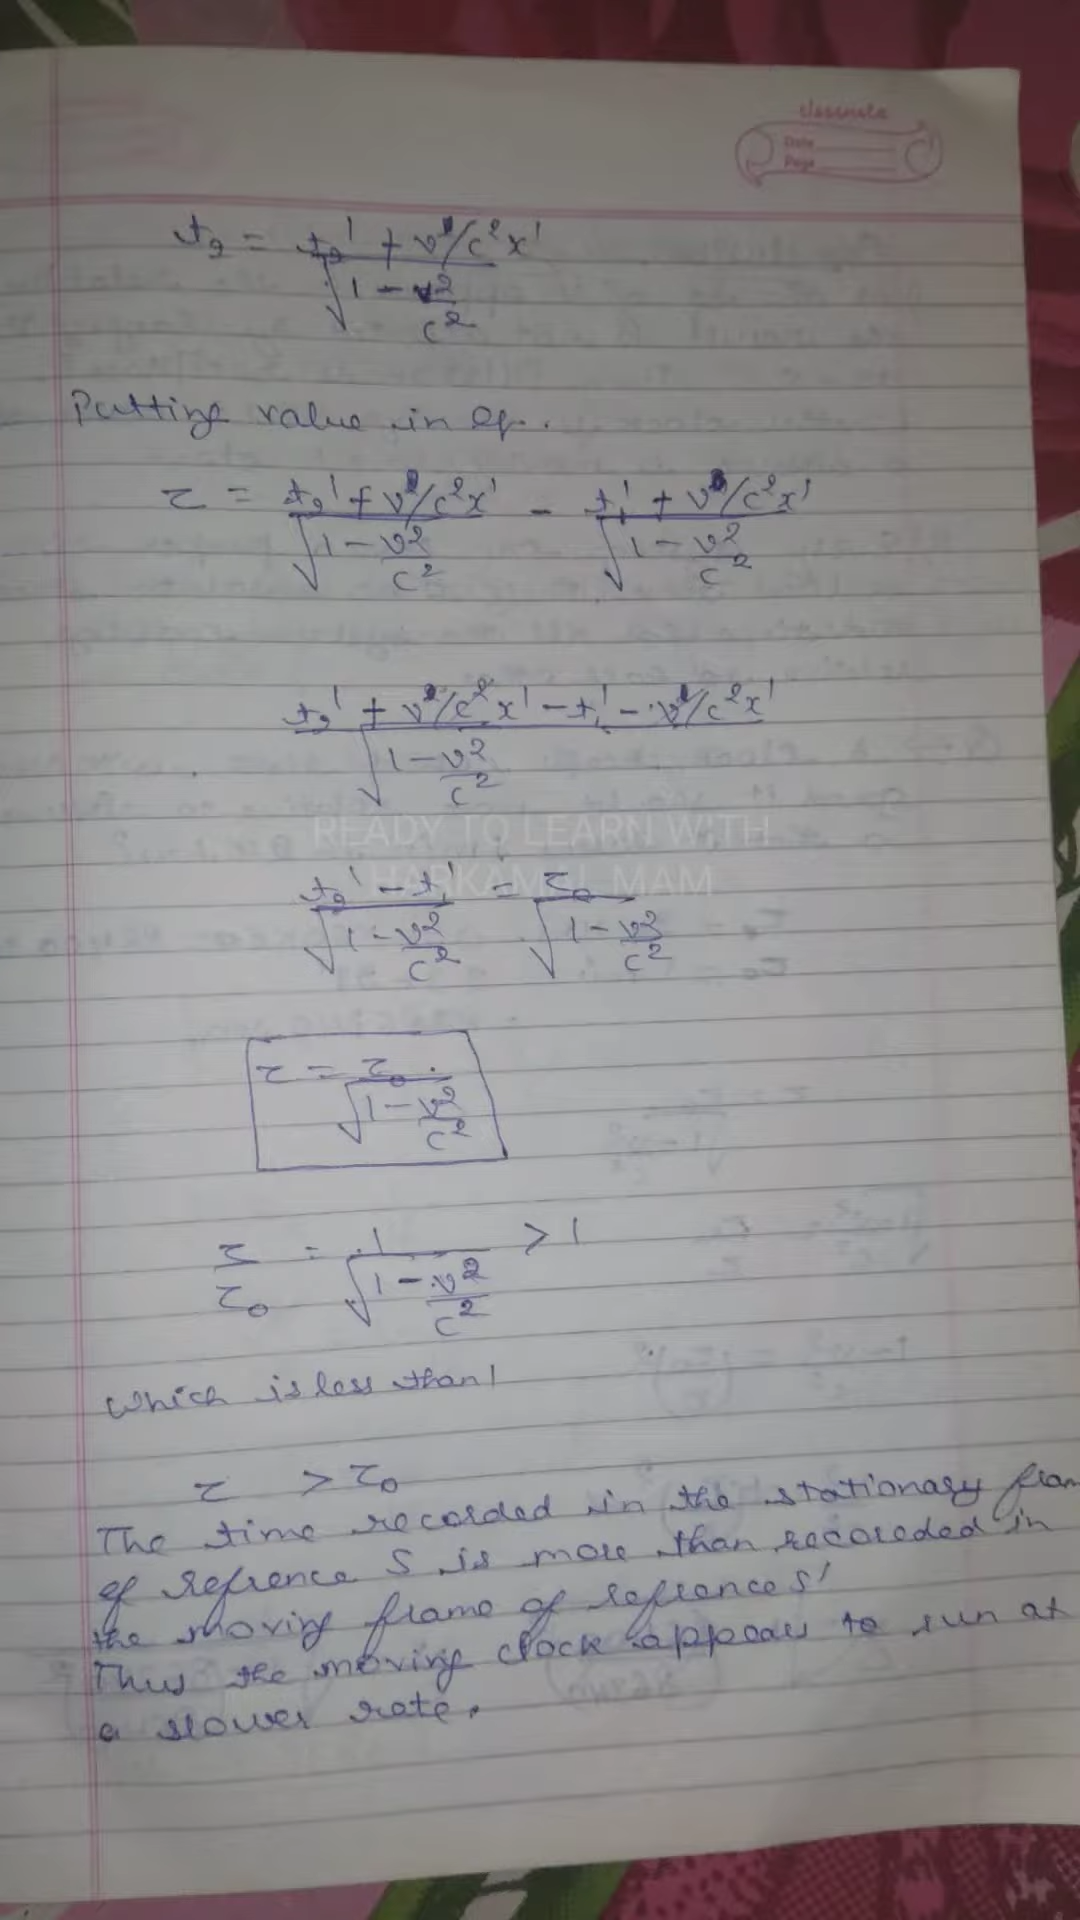 classmate
Date
Page
t₂ = t₂' + v/c² x' / √(1 - v²/c²)
Putting value in Eq.
τ = t₂' + v/c² x' / √(1 - v²/c²) - t₁' + v/c² x' / √(1 - v²/c²)
t₂' + v/c² x' - t₁' - v/c² x' / √(1 - v²/c²)
READY TO LEARN WITH
HARKAMAL MAM
t₂' - t₁' / √(1 - v²/c²) = τ₀ / √(1 - v²/c²)
τ = τ₀ / √(1 - v²/c²)
τ / τ₀ = 1 / √(1 - v²/c²) > 1
which is less than 1
τ > τ₀
The time recorded in the stationary fram
of refrence S is more than recoreded in
the moving frame of refrence S'
Thus the moving clock appears to run at
a slower rate.